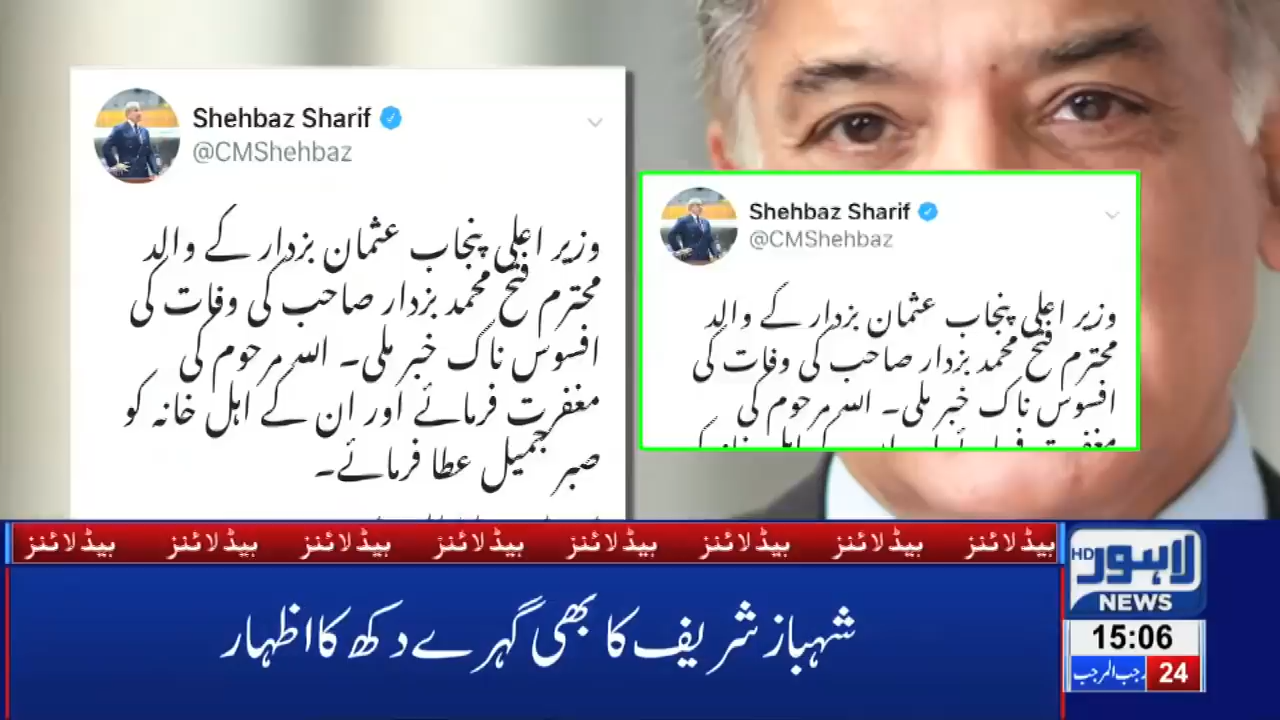 Shehbaz Sharif
@CMShehbaz
وزیر اعلی پنجاب عثمان بزدار کے والد
محترم فتح محمد بزدار صاحب کی وفات کی
افسوس ناک خبر ملی۔ اللہ مرحوم کی
مغفرت فرمائے اور ان کے اہل خانہ کو
صبر جمیل عطا فرمائے۔
Shehbaz Sharif
@CMShehbaz
وزیر اعلی پنجاب عثمان بزدار کے والد
محترم فتح محمد بزدار صاحب کی وفات کی
افسوس ناک خبر ملی۔ اللہ مرحوم کی
ہیڈلائنز ہیڈلائنز ہیڈلائنز ہیڈلائنز ہیڈلائنز ہیڈلائنز ہیڈلائنز ہیڈلائنز
شہباز شریف کا بھی گہرے دکھ کا اظہار
لاہور HD
NEWS
15:06
24 رجب المرجب